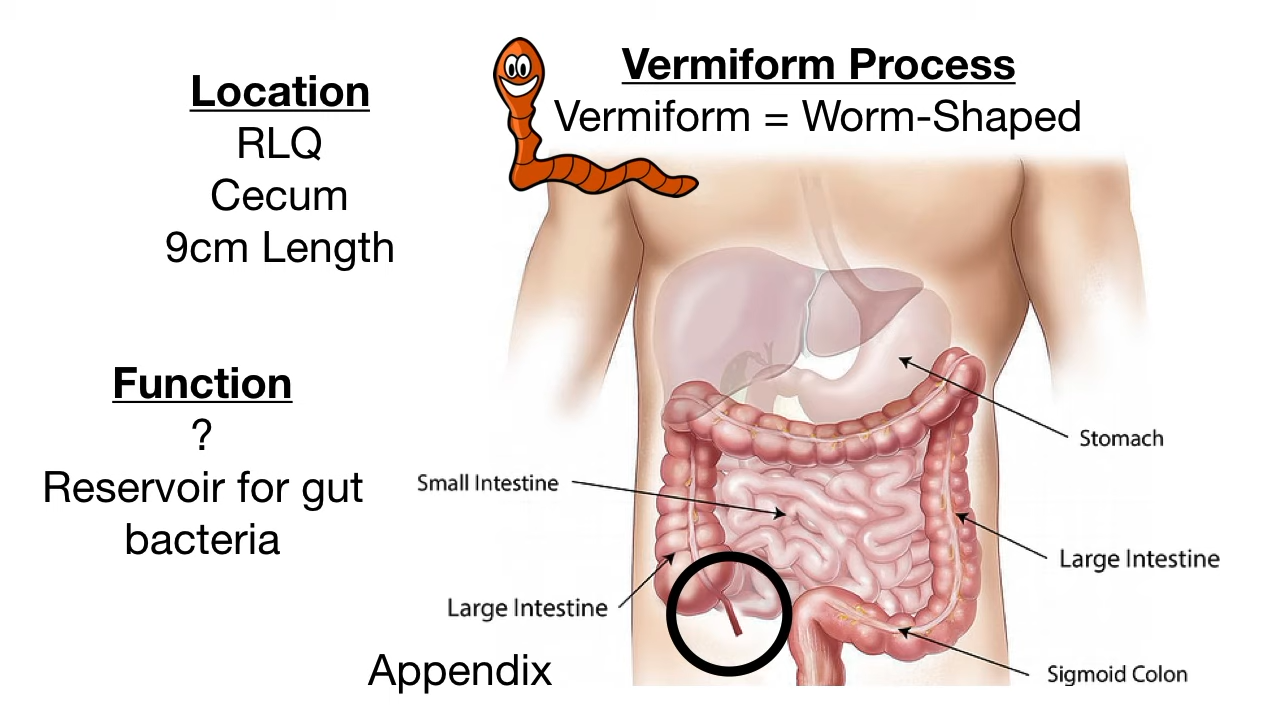 Location
RLQ
Cecum
9cm Length
Vermiform Process
Vermiform = Worm-Shaped
Function
?
Reservoir for gut
bacteria
Stomach
Small Intestine
Large Intestine
Large Intestine
Appendix
Sigmoid Colon